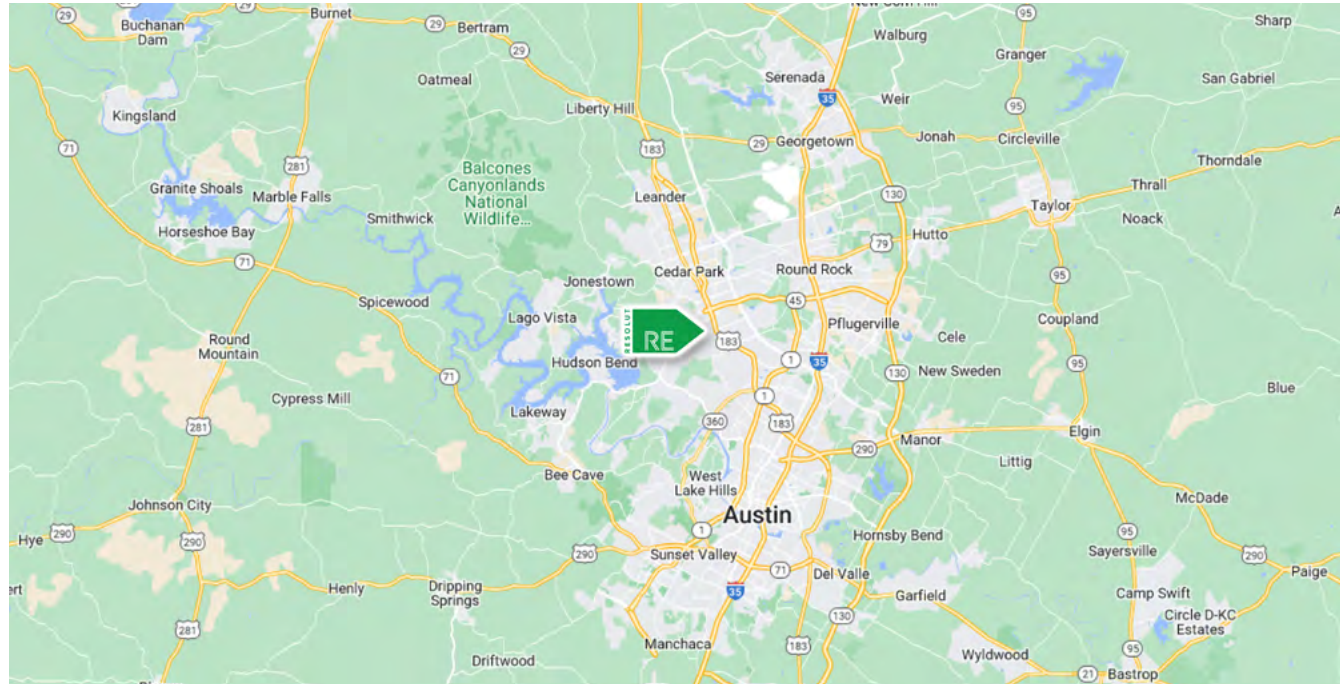 29
Burnet
New Corn Hill
95
Sharp
Buchanan
Dam
29
Bertram
Walburg
Granger
29
Oatmeal
Serenada
San Gabriel
Kingsland
35
Weir
95
Liberty Hill
71
29
Georgetown
Jonah
Circleville
183
281
Balcones
Canyonlands
National
Wildlife...
Thorndale
Granite Shoals
Marble Falls
Leander
130
Thrall
Smithwick
Taylor
Noack
Horseshoe Bay
79
Hutto
71
Jonestown
Cedar Park
Round Rock
95
Spicewood
45
Lago Vista
RESOLUT
RE
Pflugerville
Coupland
Round
Mountain
183
Cele
Hudson Bend
1
35
95
71
130
New Sweden
Blue
Cypress Mill
1
Lakeway
360
183
281
290
Manor
Elgin
Bee Cave
West
Lake Hills
Littig
Johnson City
McDade
Austin
Hye
290
1
Hornsby Bend
95
290
290
Sunset Valley
Sayersville
290
71
Del Valle
Paige
ert
Henly
Dripping
Springs
35
Garfield
Camp Swift
130
Circle D-KC
Estates
281
Manchaca
183
95
Driftwood
Wyldwood
21
Bastrop